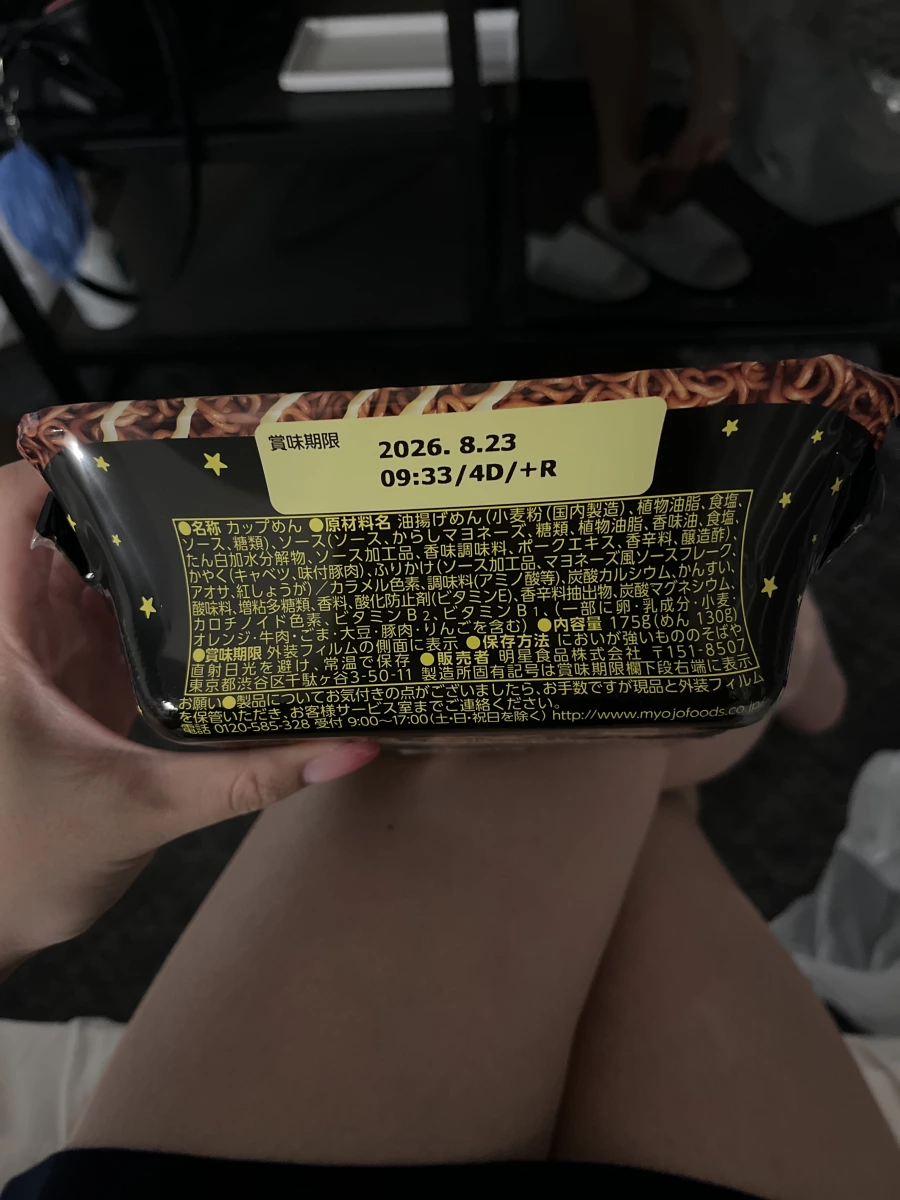 賞味期限
2026. 8.23
09:33/4D/+R
●名称 カップめん ●原材料名 油揚げめん(小麦粉(国内製造)、植物油脂、食塩、
ソース、糖類)、ソース(ソース、からしマヨネーズ、糖類、植物油脂、香味油、食塩、
たん白加水分解物、ソース加工品、香味調味料、ポークエキス、香辛料、醸造酢)、
かやく(キャベツ、味付豚肉)、ふりかけ(ソース加工品、マヨネーズ風ソースフレーク、
アオサ、紅しょうが)/カラメル色素、調味料(アミノ酸等)、炭酸カルシウム、かんすい、
酸味料、増粘多糖類、香料、酸化防止剤(ビタミンE)、香辛料抽出物、炭酸マグネシウム、
カロチノイド色素、ビタミンB₂、ビタミンB₁、(一部に卵・乳成分・小麦・
オレンジ・牛肉・ごま・大豆・豚肉・りんごを含む) ●内容量 175g(めん 130g)
●賞味期限 外装フィルムの側面に表示 ●保存方法 においが強いもののそばや
直射日光を避け、常温で保存 ●販売者 明星食品株式会社 〒151-8507
東京都渋谷区千駄ヶ谷3-50-11 製造所固有記号は賞味期限欄下段右端に表示
お願い●製品についてお気付きの点がございましたら、お手数ですが現品と外装フィルム
を保管いただき、お客様サービス室までご連絡ください。
電話 0120-585-328 受付 9:00〜17:00(土・日・祝日を除く) http://www.myojofoods.co.jp/